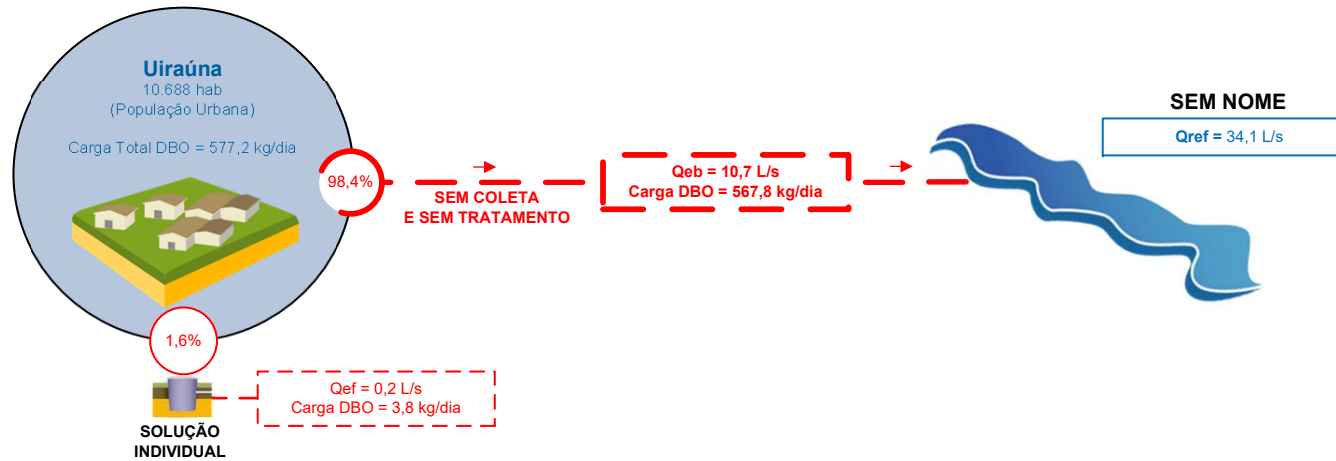 Uiraúna
10.688 hab
(População Urbana)
Carga Total DBO = 577,2 kg/dia
98,4%
SEM COLETA
E SEM TRATAMENTO
Qeb = 10,7 L/s
Carga DBO = 567,8 kg/dia
SEM NOME
Qref = 34,1 L/s
1,6%
Qef = 0,2 L/s
Carga DBO = 3,8 kg/dia
SOLUÇÃO
INDIVIDUAL